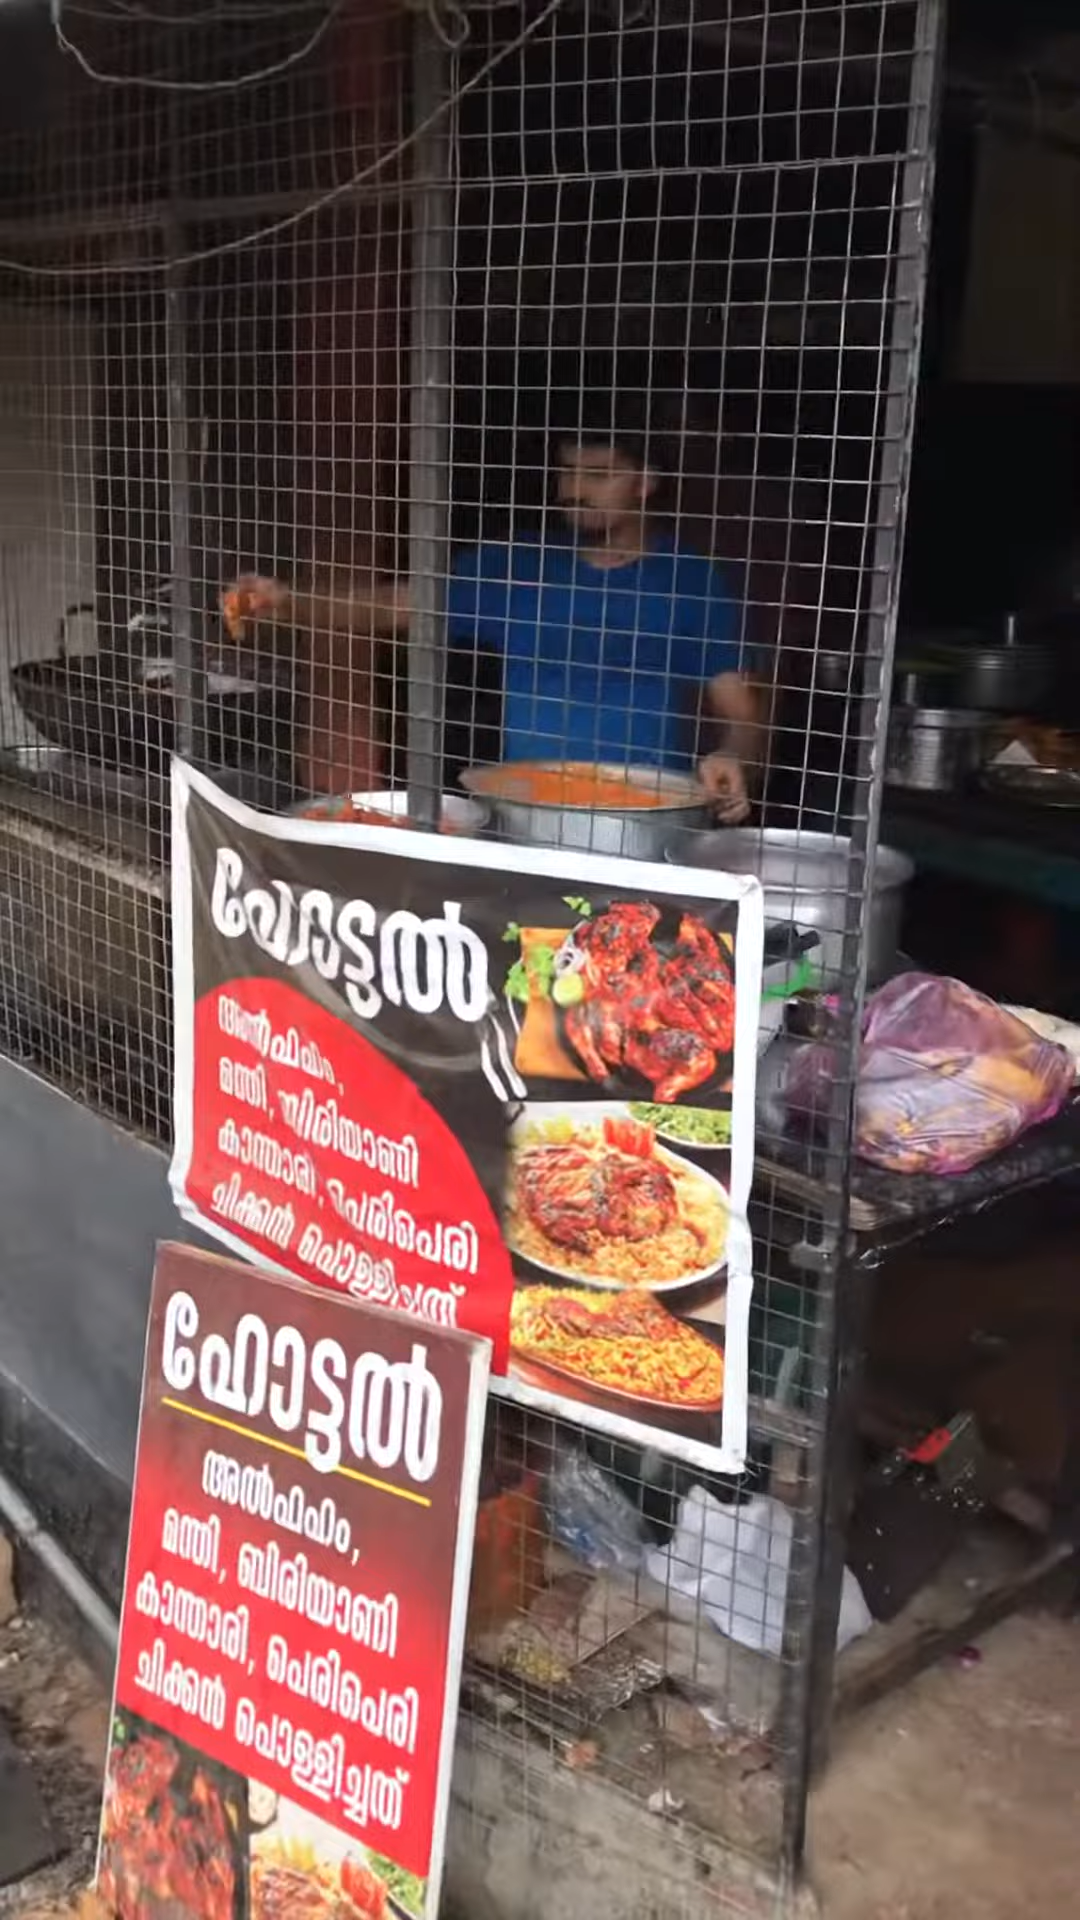 ഹോട്ടൽ
അൽഫഹം,
മന്തി, ബിരിയാണി
കാന്താരി, പെരിപെരി
ചിക്കൻ പൊള്ളിച്ചത്
ഹോട്ടൽ
അൽഫഹം,
മന്തി, ബിരിയാണി
കാന്താരി, പെരിപെരി
ചിക്കൻ പൊള്ളിച്ചത്